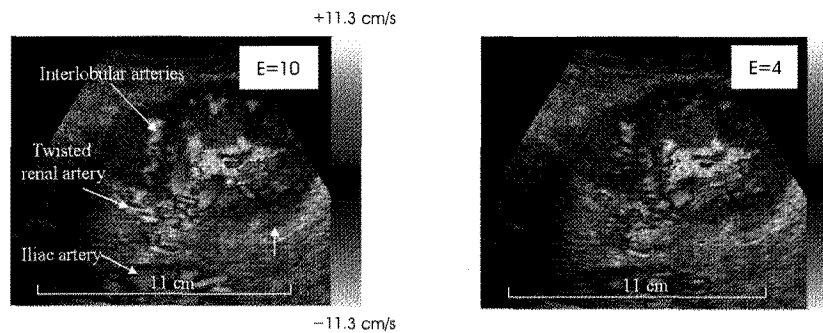 +11.3 cm/s
E=10
Interlobular arteries
Twisted
renal artery
Iliac artery
11 cm
−11.3 cm/s
E=4
11 cm